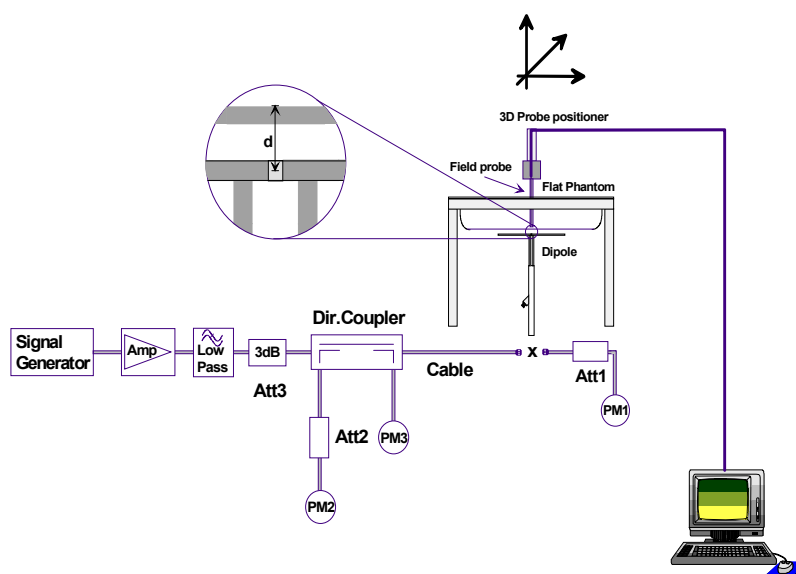 3D Probe positioner
d
Field probe
Flat Phantom
Dipole
Dir.Coupler
Signal
Generator
Amp
Low
Pass
3dB
Att3
Cable
x
Att1
PM1
Att2
PM3
PM2